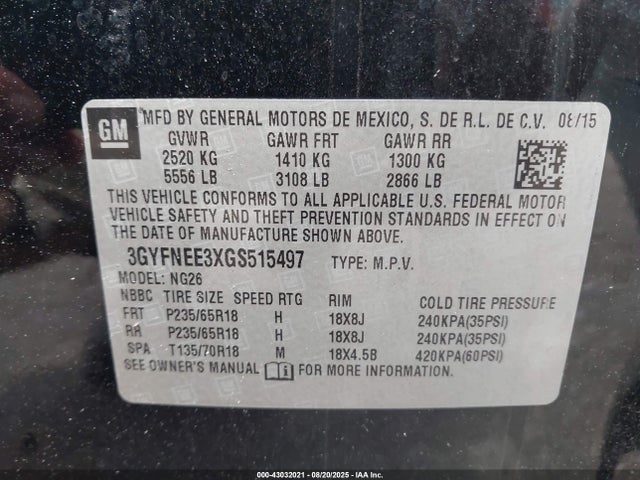 GM
MFD BY GENERAL MOTORS DE MEXICO, S. DE R.L. DE C.V. 08/15
GVWR GAWR FRT GAWR RR
2520 KG 1410 KG 1300 KG
5556 LB 3108 LB 2866 LB
THIS VEHICLE CONFORMS TO ALL APPLICABLE U.S. FEDERAL MOTOR
VEHICLE SAFETY AND THEFT PREVENTION STANDARDS IN EFFECT ON
THE DATE OF MANUFACTURE SHOWN ABOVE.
3GYFNEE3XGS515497 TYPE: M.P.V.
MODEL: NG26
NBBC TIRE SIZE SPEED RTG RIM COLD TIRE PRESSURE
FRT P235/65R18 H 18X8J 240KPA(35PSI)
RR P235/65R18 H 18X8J 240KPA(35PSI)
SPA T135/70R18 M 18X4.5B 420KPA(60PSI)
SEE OWNER'S MANUAL FOR MORE INFORMATION.
000-43032021 - 08/20/2025 - IAA Inc.